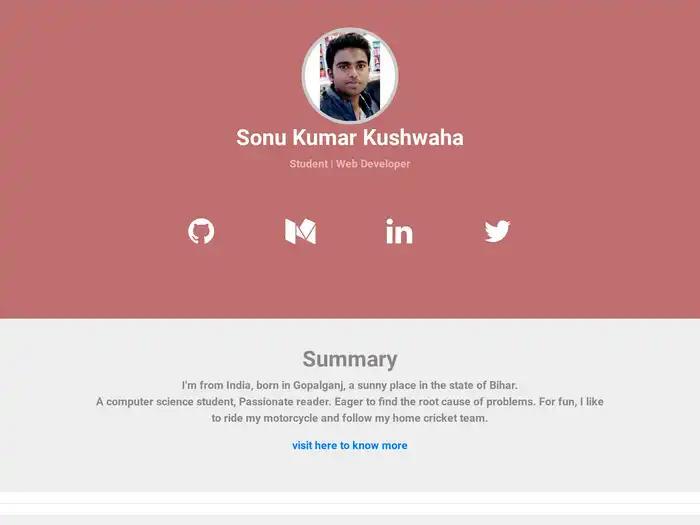 Sonu Kumar Kushwaha
Student | Web Developer
Summary
I'm from India, born in Gopalganj, a sunny place in the state of Bihar.
A computer science student, Passionate reader. Eager to find the root cause of problems. For fun, I like
to ride my motorcycle and follow my home cricket team.
visit here to know more